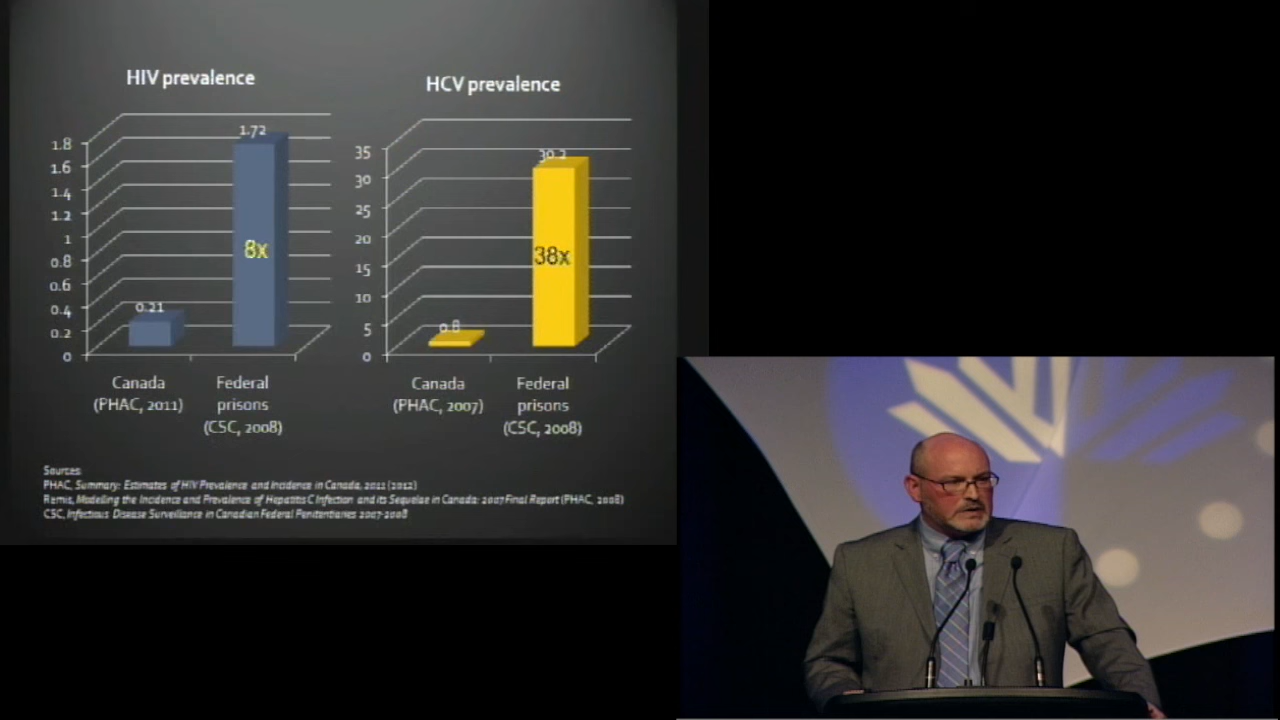 HIV prevalence
1.72
1.8
1.6
1.4
1.2
1
0.8
0.6
0.4
0.2
0
8x
0.21
Canada
(PHAC, 2011)
Federal
prisons
(CSC, 2008)
HCV prevalence
30.3
35
30
25
20
15
10
5
0
38x
0.8
Canada
(PHAC, 2007)
Federal
prisons
(CSC, 2008)
Sources:
PHAC, Summary: Estimates of HIV Prevalence and Incidence in Canada, 2011 (2012)
Remis, Modelling the Incidence and Prevalence of Hepatitis C Infection and its Sequelae in Canada: 2007 Final Report (PHAC, 2008)
CSC, Infectious Disease Surveillance in Canadian Federal Penitentiaries 2007-2008